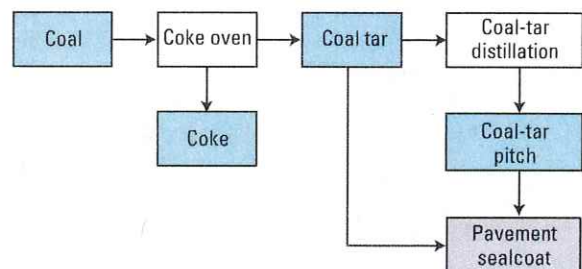 Coal
Coke oven
Coal tar
Coal-tar
distillation
Coke
Coal-tar
pitch
Pavement
sealcoat